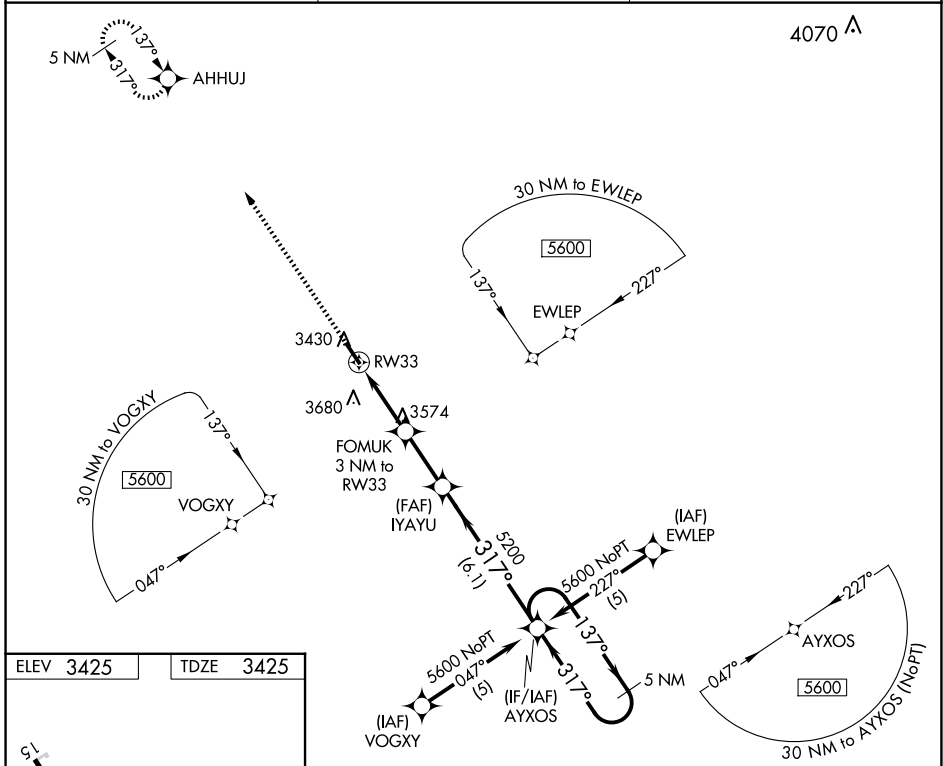 4070
5 NM
137°
317°
AHHUJ
30 NM to EWLEP
5600
137°
227°
EWLEP
3430
RW33
3680
3574
FOMUK
3 NM to
RW33
30 NM to VOGXY
137°
5600
VOGXY
047°
(FAF)
IYAYU
5200
317°
(6.1)
(IAF)
EWLEP
5600 NoPT
227°
(5)
137°
317°
5 NM
5600 NoPT
047°
(5)
(IF/IAF)
AYXOS
(IAF)
VOGXY
227°
AYXOS
047°
5600
30 NM to AYXOS (NoPT)
ELEV 3425
TDZE 3425
15